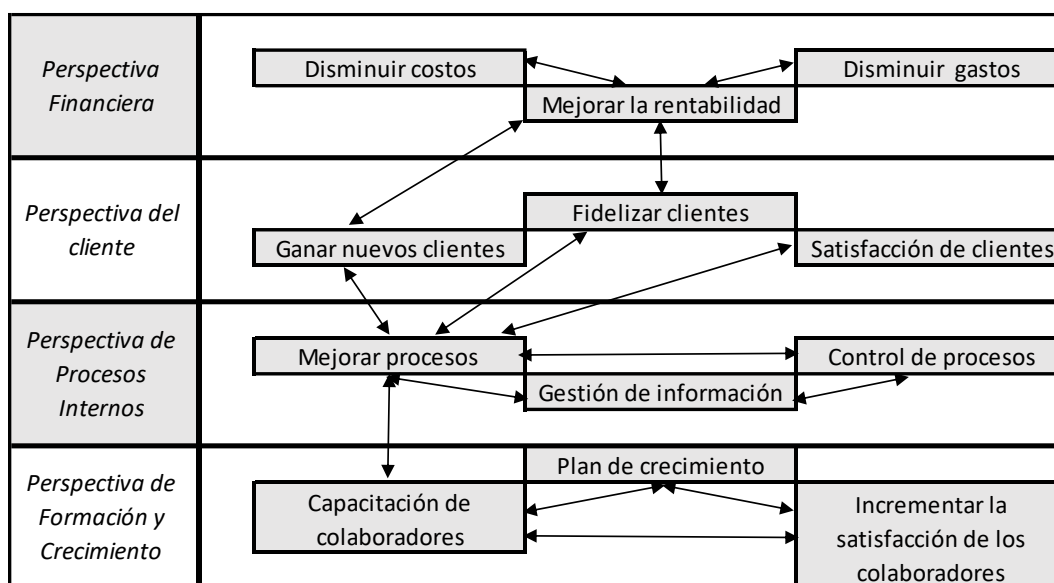 Perspectiva
Financiera
Disminuir costos
Disminuir gastos
Mejorar la rentabilidad
Perspectiva del
cliente
Fidelizar clientes
Ganar nuevos clientes
Satisfacción de clientes
Perspectiva de
Procesos
Internos
Mejorar procesos
Control de procesos
Gestión de información
Perspectiva de
Formación y
Crecimiento
Plan de crecimiento
Capacitación de
colaboradores
Incrementar la
satisfacción de los
colaboradores